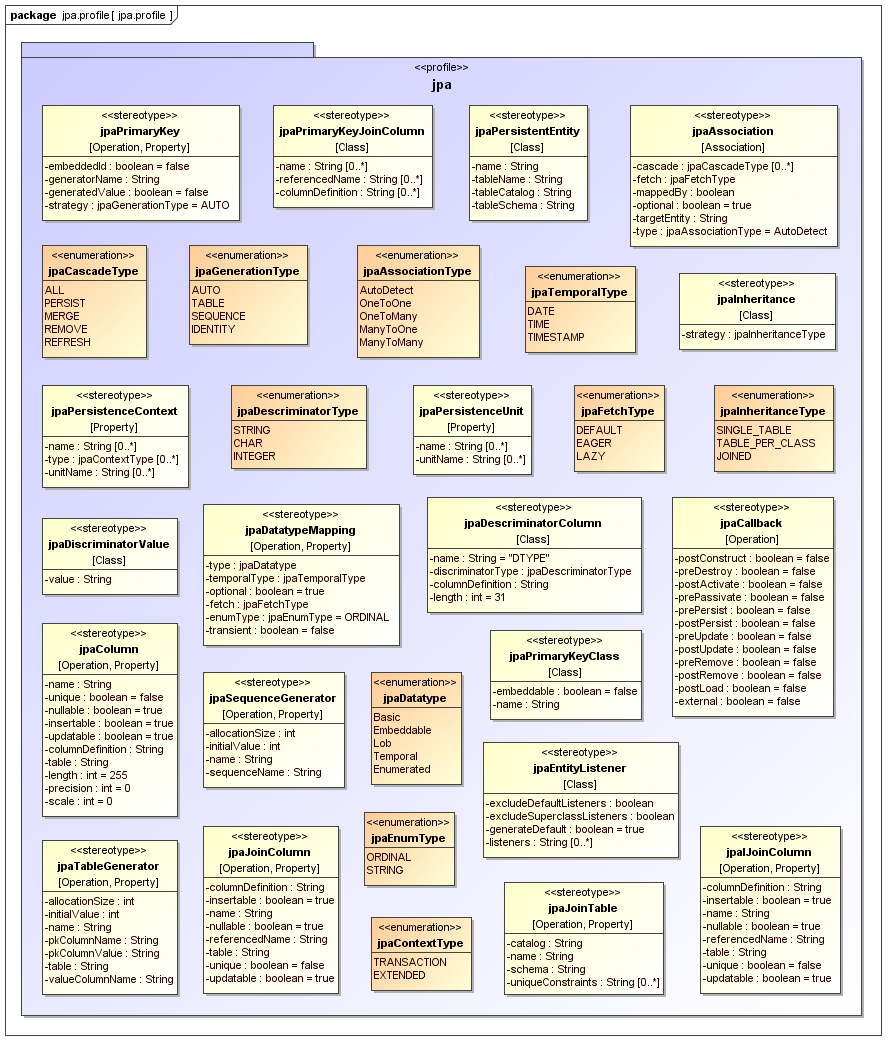 package jpa.profile[ jpa.profile ]
<<profile>>
jpa
<<stereotype>>
jpaPrimaryKey
[Operation, Property]
-embeddedId : boolean = false
-generatorName : String
-generatedValue : boolean = false
-strategy : jpaGenerationType = AUTO
<<stereotype>>
jpaPrimaryKeyJoinColumn
[Class]
-name : String [0..*]
-referencedName : String [0..*]
-columnDefinition : String [0..*]
<<stereotype>>
jpaPersistentEntity
[Class]
-name : String
-tableName : String
-tableCatalog : String
-tableSchema : String
<<stereotype>>
jpaAssociation
[Association]
-cascade : jpaCascadeType [0..*]
-fetch : jpaFetchType
-mappedBy : boolean
-optional : boolean = true
-targetEntity : String
-type : jpaAssociationType = AutoDetect
<<enumeration>>
jpaCascadeType
ALL
PERSIST
MERGE
REMOVE
REFRESH
<<enumeration>>
jpaGenerationType
AUTO
TABLE
SEQUENCE
IDENTITY
<<enumeration>>
jpaAssociationType
AutoDetect
OneToOne
OneToMany
ManyToOne
ManyToMany
<<enumeration>>
jpaTemporalType
DATE
TIME
TIMESTAMP
<<stereotype>>
jpaInheritance
[Class]
-strategy : jpaInheritanceType
<<stereotype>>
jpaPersistenceContext
[Property]
-name : String [0..*]
-type : jpaContextType [0..*]
-unitName : String [0..*]
<<enumeration>>
jpaDescriminatorType
STRING
CHAR
INTEGER
<<stereotype>>
jpaPersistenceUnit
[Property]
-name : String [0..*]
-unitName : String [0..*]
<<enumeration>>
jpaFetchType
DEFAULT
EAGER
LAZY
<<enumeration>>
jpaInheritanceType
SINGLE_TABLE
TABLE_PER_CLASS
JOINED
<<stereotype>>
jpaDiscriminatorValue
[Class]
-value : String
<<stereotype>>
jpaDatatypeMapping
[Operation, Property]
-type : jpaDatatype
-temporalType : jpaTemporalType
-optional : boolean = true
-fetch : jpaFetchType
-enumType : jpaEnumType = ORDINAL
-transient : boolean = false
<<stereotype>>
jpaDescriminatorColumn
[Class]
-name : String = "DTYPE"
-discriminatorType : jpaDescriminatorType
-columnDefinition : String
-length : int = 31
<<stereotype>>
jpaCallback
[Operation]
-postConstruct : boolean = false
-preDestroy : boolean = false
-postActivate : boolean = false
-prePassivate : boolean = false
-prePersist : boolean = false
-postPersist : boolean = false
-preUpdate : boolean = false
-postUpdate : boolean = false
-preRemove : boolean = false
-postRemove : boolean = false
-postLoad : boolean = false
-external : boolean = false
<<stereotype>>
jpaColumn
[Operation, Property]
-name : String
-unique : boolean = false
-nullable : boolean = true
-insertable : boolean = true
-updatable : boolean = true
-columnDefinition : String
-table : String
-length : int = 255
-precision : int = 0
-scale : int = 0
<<stereotype>>
jpaSequenceGenerator
[Operation, Property]
-allocationSize : int
-initialValue : int
-name : String
-sequenceName : String
<<enumeration>>
jpaDatatype
Basic
Embeddable
Lob
Temporal
Enumerated
<<stereotype>>
jpaPrimaryKeyClass
[Class]
-embeddable : boolean = false
-name : String
<<stereotype>>
jpaEntityListener
[Class]
-excludeDefaultListeners : boolean
-excludeSuperclassListeners : boolean
-generateDefault : boolean = true
-listeners : String [0..*]
<<stereotype>>
jpaTableGenerator
[Operation, Property]
-allocationSize : int
-initialValue : int
-name : String
-pkColumnName : String
-pkColumnValue : String
-table : String
-valueColumnName : String
<<stereotype>>
jpaJoinColumn
[Operation, Property]
-columnDefinition : String
-insertable : boolean = true
-name : String
-nullable : boolean = true
-referencedName : String
-table : String
-unique : boolean = false
-updatable : boolean = true
<<enumeration>>
jpaEnumType
ORDINAL
STRING
<<enumeration>>
jpaContextType
TRANSACTION
EXTENDED
<<stereotype>>
jpaJoinTable
[Operation, Property]
-catalog : String
-name : String
-schema : String
-uniqueConstraints : String [0..*]
<<stereotype>>
jpaIJoinColumn
[Operation, Property]
-columnDefinition : String
-insertable : boolean = true
-name : String
-nullable : boolean = true
-referencedName : String
-table : String
-unique : boolean = false
-updatable : boolean = true